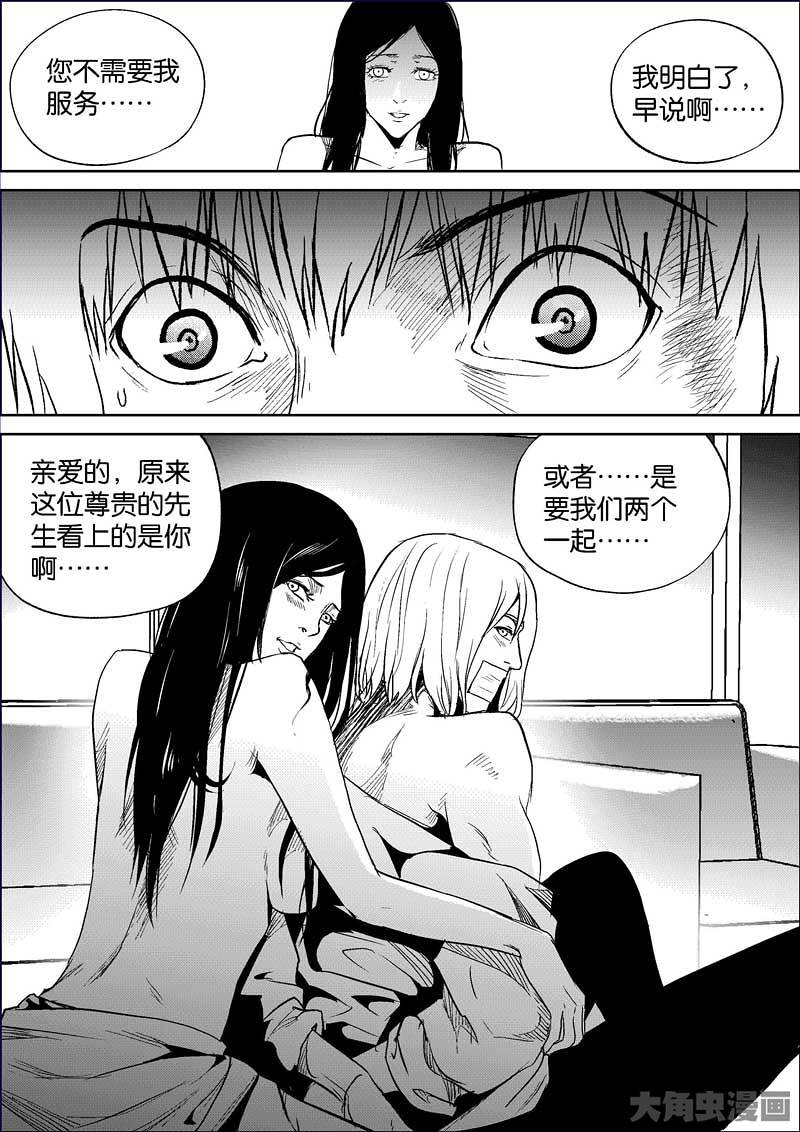 您不需要我
服务……
我明白了，
早说啊……
亲爱的，原来
这位尊贵的先
生看上的是你
啊……
或者……是
要我们两个
一起……
大角虫漫画